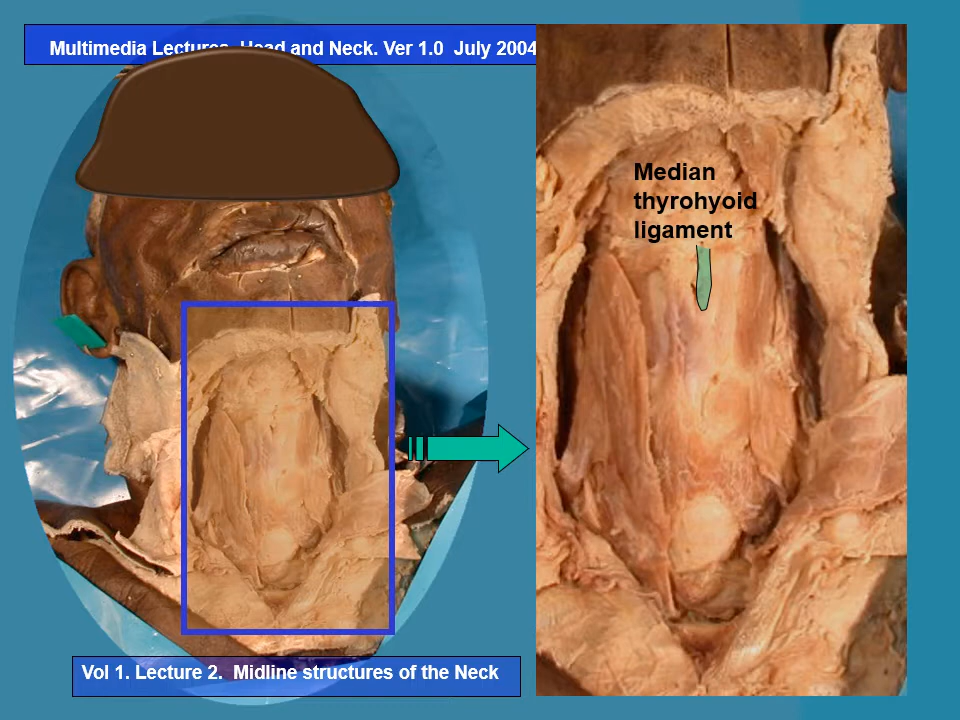 Multimedia Lectures Head and Neck. Ver 1.0 July 2004
Median
thyrohyoid
ligament
Vol 1. Lecture 2. Midline structures of the Neck